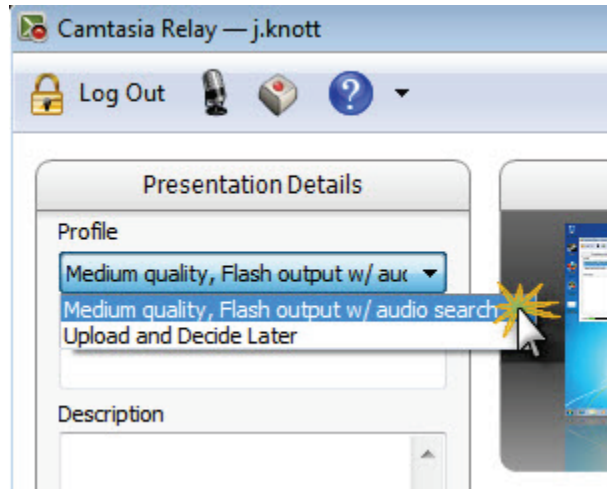 Camtasia Relay — j.knott
Log Out
Presentation Details
Profile
Medium quality, Flash output w/ auc
Medium quality, Flash output w/ audio search
Upload and Decide Later
Description